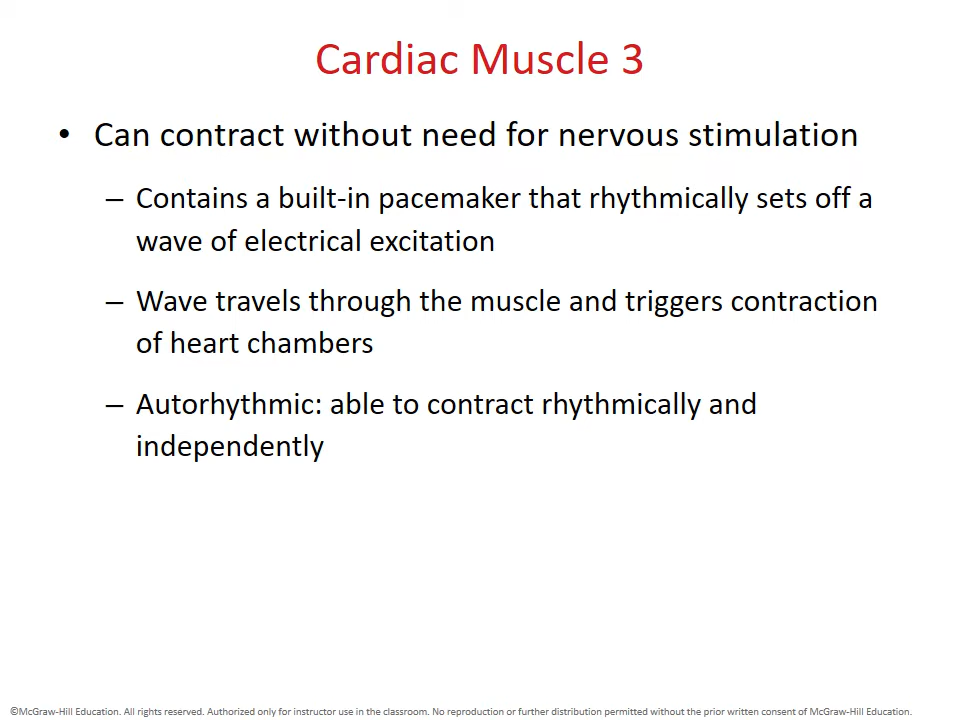 Cardiac Muscle 3
• Can contract without need for nervous stimulation
– Contains a built-in pacemaker that rhythmically sets off a
wave of electrical excitation
– Wave travels through the muscle and triggers contraction
of heart chambers
– Autorhythmic: able to contract rhythmically and
independently
©McGraw-Hill Education. All rights reserved. Authorized only for instructor use in the classroom. No reproduction or further distribution permitted without the prior written consent of McGraw-Hill Education.